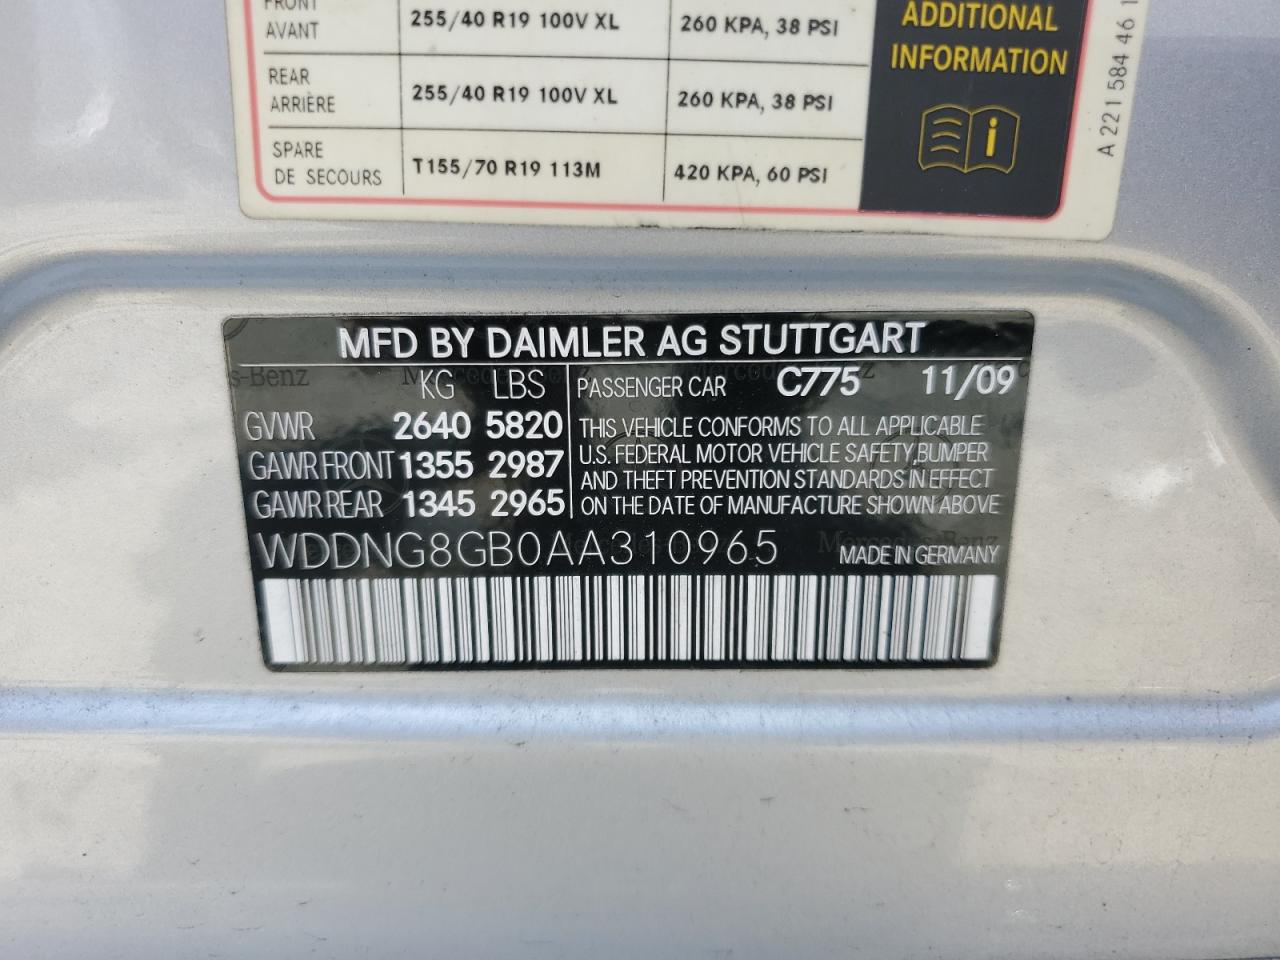 FRONT
AVANT 255/40 R19 100V XL 260 KPA, 38 PSI
REAR
ARRIÈRE 255/40 R19 100V XL 260 KPA, 38 PSI
SPARE
DE SECOURS T155/70 R19 113M 420 KPA, 60 PSI
ADDITIONAL
INFORMATION
i
A 221 584 46 1
MFD BY DAIMLER AG STUTTGART
KG LBS PASSENGER CAR C775 11/09
GVWR 2640 5820
GAWR FRONT 1355 2987
GAWR REAR 1345 2965
THIS VEHICLE CONFORMS TO ALL APPLICABLE
U.S. FEDERAL MOTOR VEHICLE SAFETY,BUMPER
AND THEFT PREVENTION STANDARDS IN EFFECT
ON THE DATE OF MANUFACTURE SHOWN ABOVE
WDDNG8GB0AA310965 MADE IN GERMANY